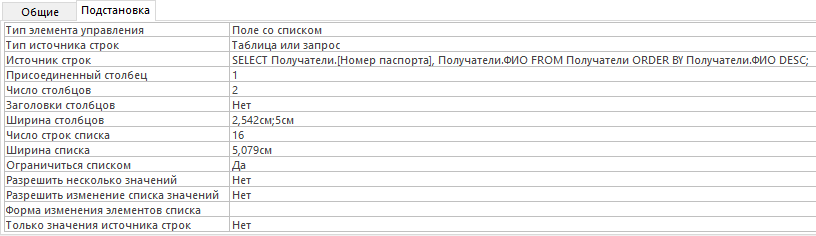 Общие Подстановка
Тип элемента управления Поле со списком
Тип источника строк Таблица или запрос
Источник строк SELECT Получатели.[Номер паспорта], Получатели.ФИО FROM Получатели ORDER BY Получатели.ФИО DESC;
Присоединенный столбец 1
Число столбцов 2
Заголовки столбцов Нет
Ширина столбцов 2,542см;5см
Число строк списка 16
Ширина списка 5,079см
Ограничиться списком Да
Разрешить несколько значений Нет
Разрешить изменение списка значений Нет
Форма изменения элементов списка
Только значения источника строк Нет